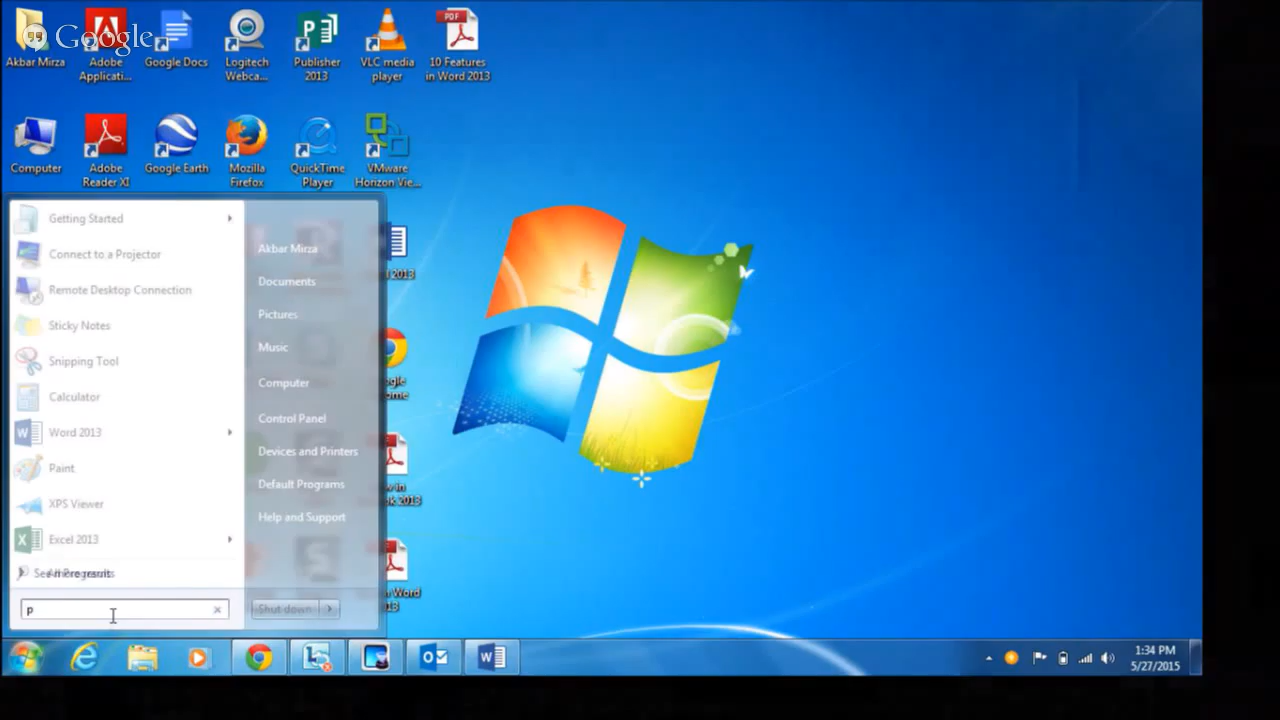 Google
Akbar Mirza
Adobe
Applicati...
Google Docs
Logitech
Webca...
Publisher
2013
VLC media
player
PDF
10 Features
in Word 2013
Computer
Adobe
Reader XI
Google Earth
Mozilla
Firefox
QuickTime
Player
VMware
Horizon Vie...
Getting Started
Connect to a Projector
Remote Desktop Connection
Sticky Notes
Snipping Tool
Calculator
Word 2013
Paint
XPS Viewer
Excel 2013
p
Akbar Mirza
Documents
Pictures
Music
Computer
Control Panel
Devices and Printers
Default Programs
Help and Support
Shut down
2013
Word
1:34 PM
5/27/2015